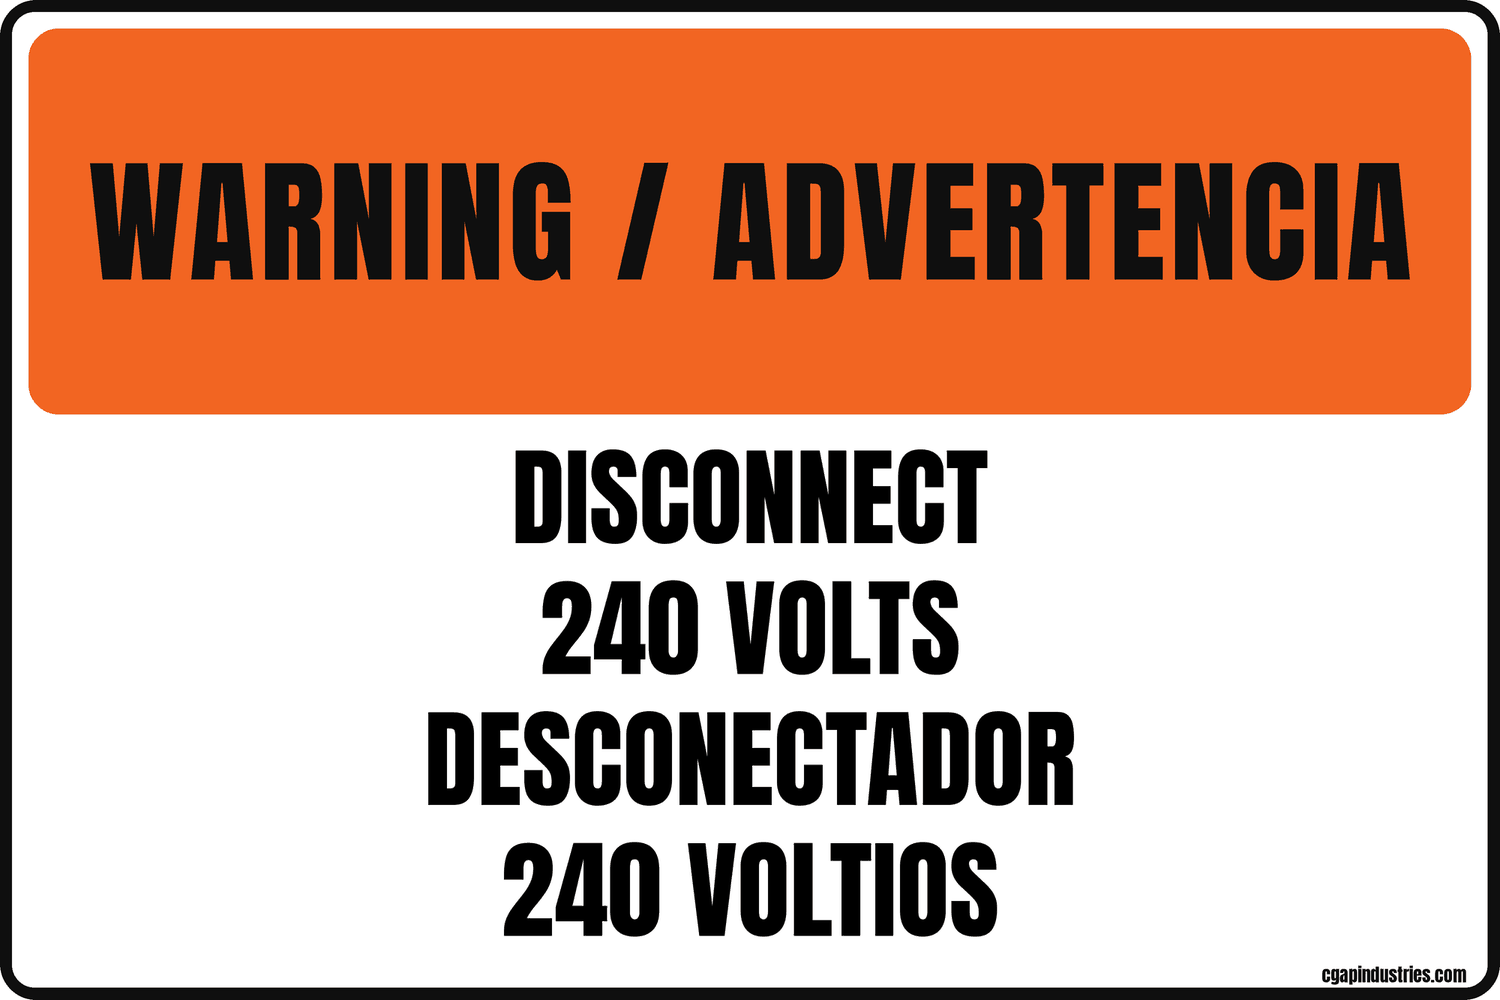 WARNING / ADVERTENCIA
DISCONNECT
240 VOLTS
DESCONECTADOR
240 VOLTIOS
cgapindustries.com